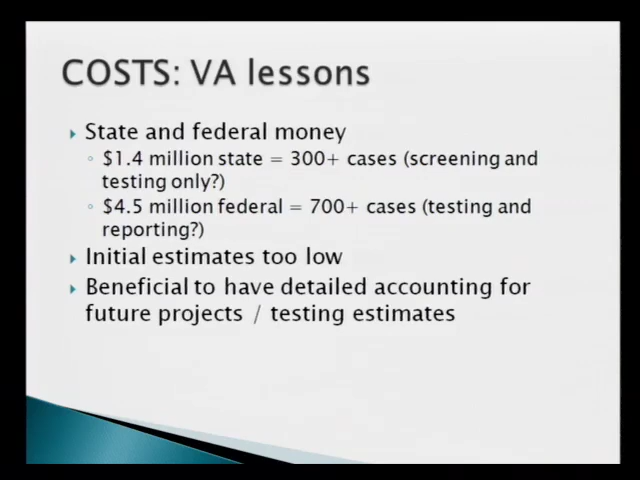 COSTS: VA lessons
State and federal money
$1.4 million state = 300+ cases (screening and
testing only?)
$4.5 million federal = 700+ cases (testing and
reporting?)
Initial estimates too low
Beneficial to have detailed accounting for
future projects / testing estimates